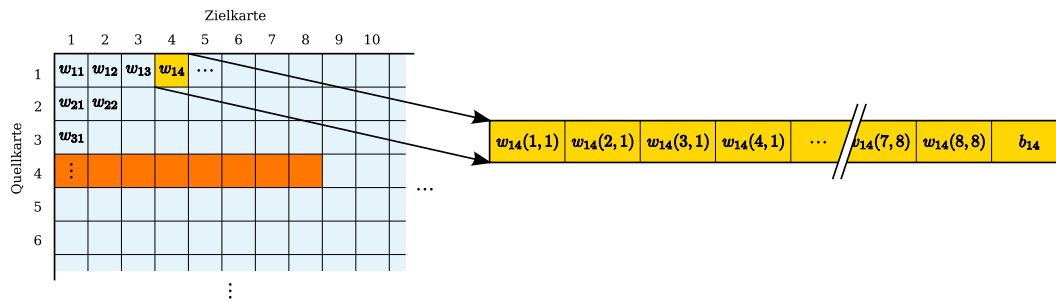 Zielkarte
1 2 3 4 5 6 7 8 9 10
Quellkarte
1 w₁₁ w₁₂ w₁₃ w₁₄ ⋯
2 w₂₁ w₂₂
3 w₃₁
4 ⋮
5
6
⋮
⋯
w₁₄(1,1) w₁₄(2,1) w₁₄(3,1) w₁₄(4,1) ⋯ w₁₄(7,8) w₁₄(8,8) b₁₄